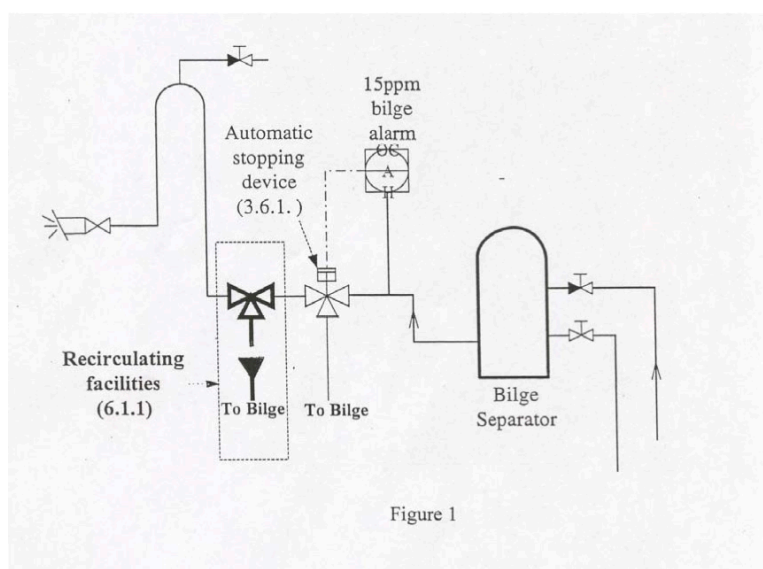 15ppm
bilge
alarm
OC
A
H
Automatic
stopping
device
(3.6.1. )
Recirculating
facilities
(6.1.1)
To Bilge
To Bilge
Bilge
Separator
Figure 1